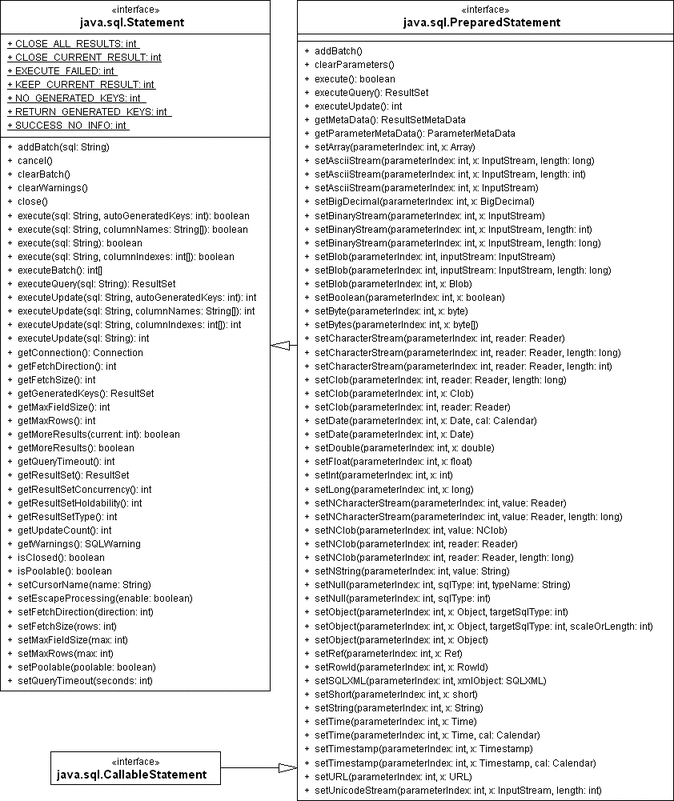 «interface»
java.sql.Statement
+ CLOSE_ALL_RESULTS: int
+ CLOSE_CURRENT_RESULT: int
+ EXECUTE_FAILED: int
+ KEEP_CURRENT_RESULT: int
+ NO_GENERATED_KEYS: int
+ RETURN_GENERATED_KEYS: int
+ SUCCESS_NO_INFO: int
+ addBatch(sql: String)
+ cancel()
+ clearBatch()
+ clearWarnings()
+ close()
+ execute(sql: String, autoGeneratedKeys: int): boolean
+ execute(sql: String, columnNames: String[]): boolean
+ execute(sql: String): boolean
+ execute(sql: String, columnIndexes: int[]): boolean
+ executeBatch(): int[]
+ executeQuery(sql: String): ResultSet
+ executeUpdate(sql: String, autoGeneratedKeys: int): int
+ executeUpdate(sql: String, columnNames: String[]): int
+ executeUpdate(sql: String, columnIndexes: int[]): int
+ executeUpdate(sql: String): int
+ getConnection(): Connection
+ getFetchDirection(): int
+ getFetchSize(): int
+ getGeneratedKeys(): ResultSet
+ getMaxFieldSize(): int
+ getMaxRows(): int
+ getMoreResults(current: int): boolean
+ getMoreResults(): boolean
+ getQueryTimeout(): int
+ getResultSet(): ResultSet
+ getResultSetConcurrency(): int
+ getResultSetHoldability(): int
+ getResultSetType(): int
+ getUpdateCount(): int
+ getWarnings(): SQLWarning
+ isClosed(): boolean
+ isPoolable(): boolean
+ setCursorName(name: String)
+ setEscapeProcessing(enable: boolean)
+ setFetchDirection(direction: int)
+ setFetchSize(rows: int)
+ setMaxFieldSize(max: int)
+ setMaxRows(max: int)
+ setPoolable(poolable: boolean)
+ setQueryTimeout(seconds: int)
«interface»
java.sql.PreparedStatement
+ addBatch()
+ clearParameters()
+ execute(): boolean
+ executeQuery(): ResultSet
+ executeUpdate(): int
+ getMetaData(): ResultSetMetaData
+ getParameterMetaData(): ParameterMetaData
+ setArray(parameterIndex: int, x: Array)
+ setAsciiStream(parameterIndex: int, x: InputStream, length: long)
+ setAsciiStream(parameterIndex: int, x: InputStream, length: int)
+ setAsciiStream(parameterIndex: int, x: InputStream)
+ setBigDecimal(parameterIndex: int, x: BigDecimal)
+ setBinaryStream(parameterIndex: int, x: InputStream)
+ setBinaryStream(parameterIndex: int, x: InputStream, length: int)
+ setBinaryStream(parameterIndex: int, x: InputStream, length: long)
+ setBlob(parameterIndex: int, inputStream: InputStream)
+ setBlob(parameterIndex: int, inputStream: InputStream, length: long)
+ setBlob(parameterIndex: int, x: Blob)
+ setBoolean(parameterIndex: int, x: boolean)
+ setByte(parameterIndex: int, x: byte)
+ setBytes(parameterIndex: int, x: byte[])
+ setCharacterStream(parameterIndex: int, reader: Reader)
+ setCharacterStream(parameterIndex: int, reader: Reader, length: long)
+ setCharacterStream(parameterIndex: int, reader: Reader, length: int)
+ setClob(parameterIndex: int, reader: Reader, length: long)
+ setClob(parameterIndex: int, x: Clob)
+ setClob(parameterIndex: int, reader: Reader)
+ setDate(parameterIndex: int, x: Date, cal: Calendar)
+ setDate(parameterIndex: int, x: Date)
+ setDouble(parameterIndex: int, x: double)
+ setFloat(parameterIndex: int, x: float)
+ setInt(parameterIndex: int, x: int)
+ setLong(parameterIndex: int, x: long)
+ setNCharacterStream(parameterIndex: int, value: Reader)
+ setNCharacterStream(parameterIndex: int, value: Reader, length: long)
+ setNClob(parameterIndex: int, value: NClob)
+ setNClob(parameterIndex: int, reader: Reader)
+ setNClob(parameterIndex: int, reader: Reader, length: long)
+ setNString(parameterIndex: int, value: String)
+ setNull(parameterIndex: int, sqlType: int, typeName: String)
+ setNull(parameterIndex: int, sqlType: int)
+ setObject(parameterIndex: int, x: Object, targetSqlType: int)
+ setObject(parameterIndex: int, x: Object, targetSqlType: int, scaleOrLength: int)
+ setObject(parameterIndex: int, x: Object)
+ setRef(parameterIndex: int, x: Ref)
+ setRowId(parameterIndex: int, x: RowId)
+ setSQLXML(parameterIndex: int, xmlObject: SQLXML)
+ setShort(parameterIndex: int, x: short)
+ setString(parameterIndex: int, x: String)
+ setTime(parameterIndex: int, x: Time)
+ setTime(parameterIndex: int, x: Time, cal: Calendar)
+ setTimestamp(parameterIndex: int, x: Timestamp)
+ setTimestamp(parameterIndex: int, x: Timestamp, cal: Calendar)
+ setURL(parameterIndex: int, x: URL)
+ setUnicodeStream(parameterIndex: int, x: InputStream, length: int)
«interface»
java.sql.CallableStatement